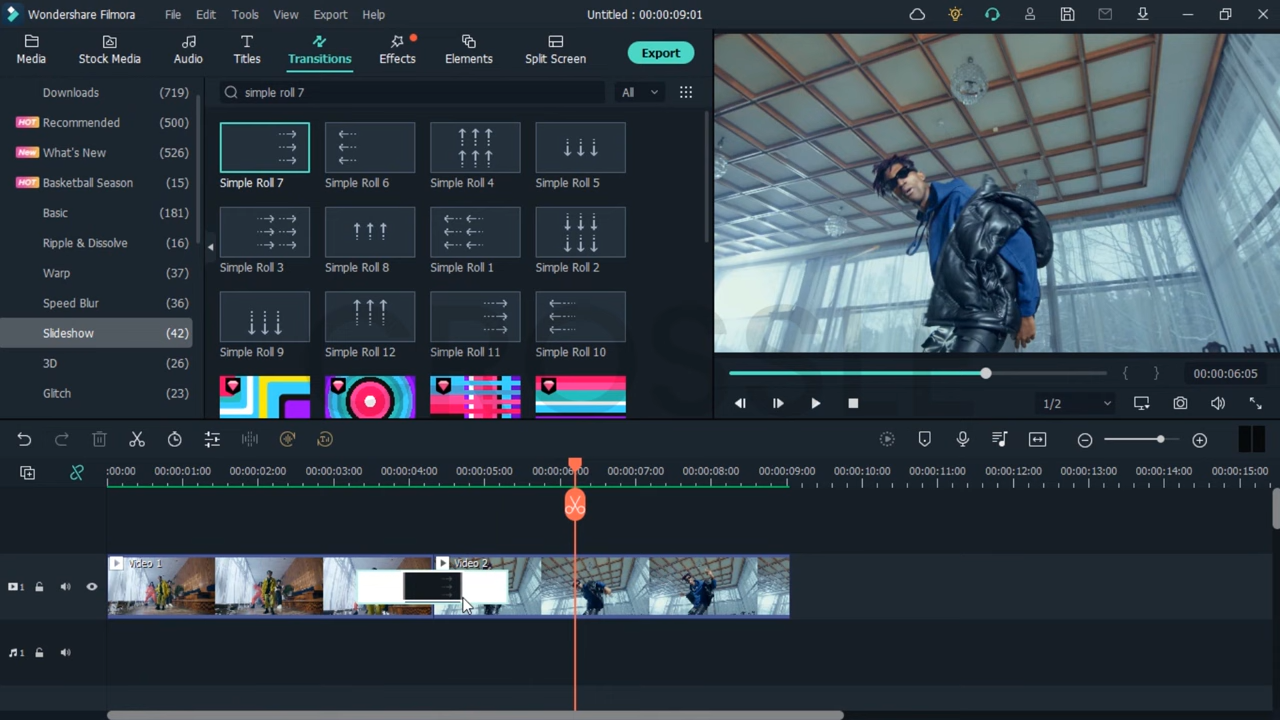 Wondershare Filmora File Edit Tools View Export Help Untitled : 00:00:09:01
Media Stock Media Audio Titles Transitions Effects Elements Split Screen Export
Downloads (719)
HOT Recommended (500)
New What's New (526)
HOT Basketball Season (15)
Basic (181)
Ripple & Dissolve (16)
Warp (37)
Speed Blur (36)
Slideshow (42)
3D (26)
Glitch (23)
simple roll 7 All
Simple Roll 7 Simple Roll 6 Simple Roll 4 Simple Roll 5
Simple Roll 3 Simple Roll 8 Simple Roll 1 Simple Roll 2
Simple Roll 9 Simple Roll 12 Simple Roll 11 Simple Roll 10
00:00:06:05
1/2
:00:00 00:00:01:00 00:00:02:00 00:00:03:00 00:00:04:00 00:00:05:00 00:00:06:00 00:00:07:00 00:00:08:00 00:00:09:00 00:00:10:00 00:00:11:00 00:00:12:00 00:00:13:00 00:00:14:00 00:00:15:00
1 Video 1 Video 2
1